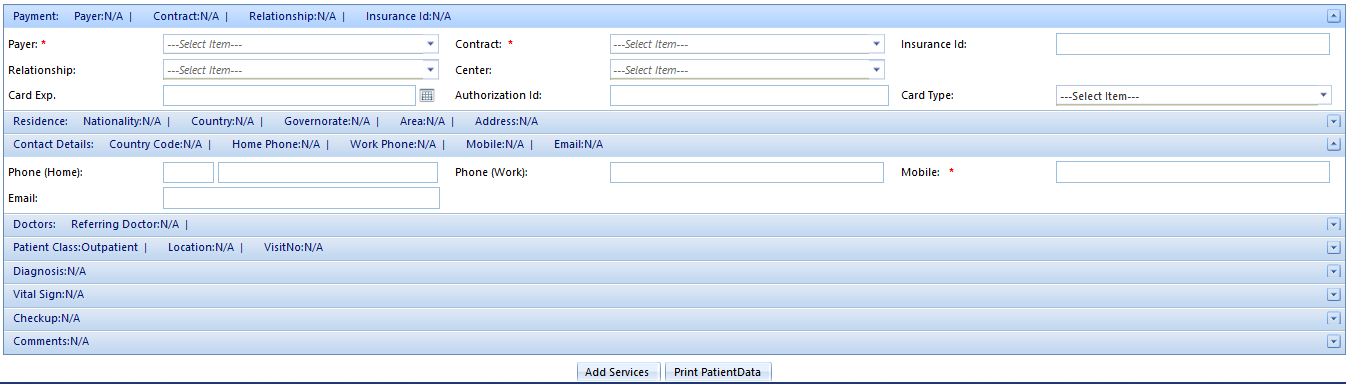 Payment: Payer:N/A | Contract:N/A | Relationship:N/A | Insurance Id:N/A
Payer: * ---Select Item--- Contract: * ---Select Item--- Insurance Id:
Relationship: ---Select Item--- Center: ---Select Item---
Card Exp. Authorization Id: Card Type: ---Select Item---
Residence: Nationality:N/A | Country:N/A | Governorate:N/A | Area:N/A | Address:N/A
Contact Details: Country Code:N/A | Home Phone:N/A | Work Phone:N/A | Mobile:N/A | Email:N/A
Phone (Home): Phone (Work): Mobile: *
Email:
Doctors: Referring Doctor:N/A |
Patient Class:Outpatient | Location:N/A | VisitNo:N/A
Diagnosis:N/A
Vital Sign:N/A
Checkup:N/A
Comments:N/A
Add Services Print PatientData